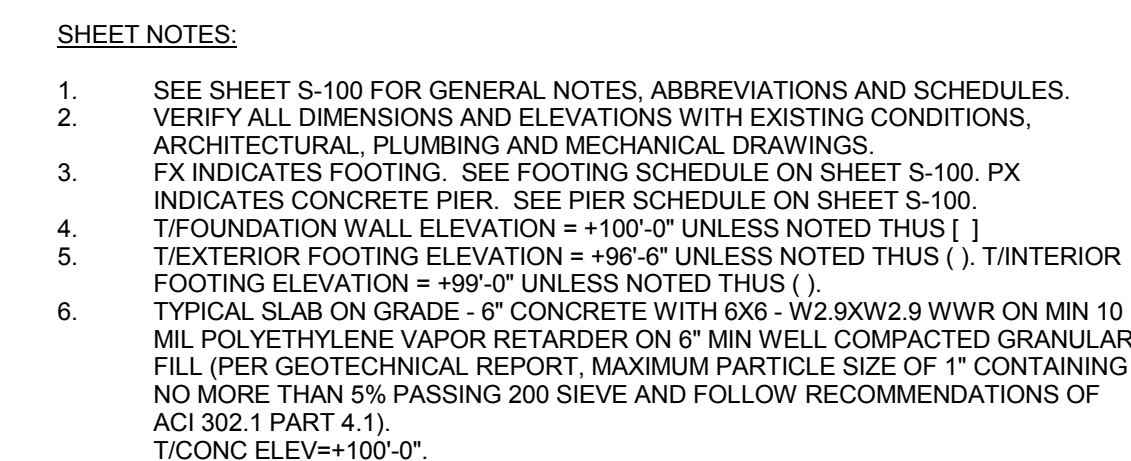 SHEET NOTES:
1. SEE SHEET S-100 FOR GENERAL NOTES, ABBREVIATIONS AND SCHEDULES.
2. VERIFY ALL DIMENSIONS AND ELEVATIONS WITH EXISTING CONDITIONS,
ARCHITECTURAL, PLUMBING AND MECHANICAL DRAWINGS.
3. FX INDICATES FOOTING. SEE FOOTING SCHEDULE ON SHEET S-100. PX
INDICATES CONCRETE PIER. SEE PIER SCHEDULE ON SHEET S-100.
4. T/FOUNDATION WALL ELEVATION = +100'-0" UNLESS NOTED THUS [ ]
5. T/EXTERIOR FOOTING ELEVATION = +96'-6" UNLESS NOTED THUS ( ). T/INTERIOR
FOOTING ELEVATION = +99'-0" UNLESS NOTED THUS ( ).
6. TYPICAL SLAB ON GRADE - 6" CONCRETE WITH 6X6 - W2.9XW2.9 WWR ON MIN 10
MIL POLYETHYLENE VAPOR RETARDER ON 6" MIN WELL COMPACTED GRANULAR
FILL (PER GEOTECHNICAL REPORT, MAXIMUM PARTICLE SIZE OF 1" CONTAINING
NO MORE THAN 5% PASSING 200 SIEVE AND FOLLOW RECOMMENDATIONS OF
ACI 302.1 PART 4.1).
T/CONC ELEV=+100'-0".